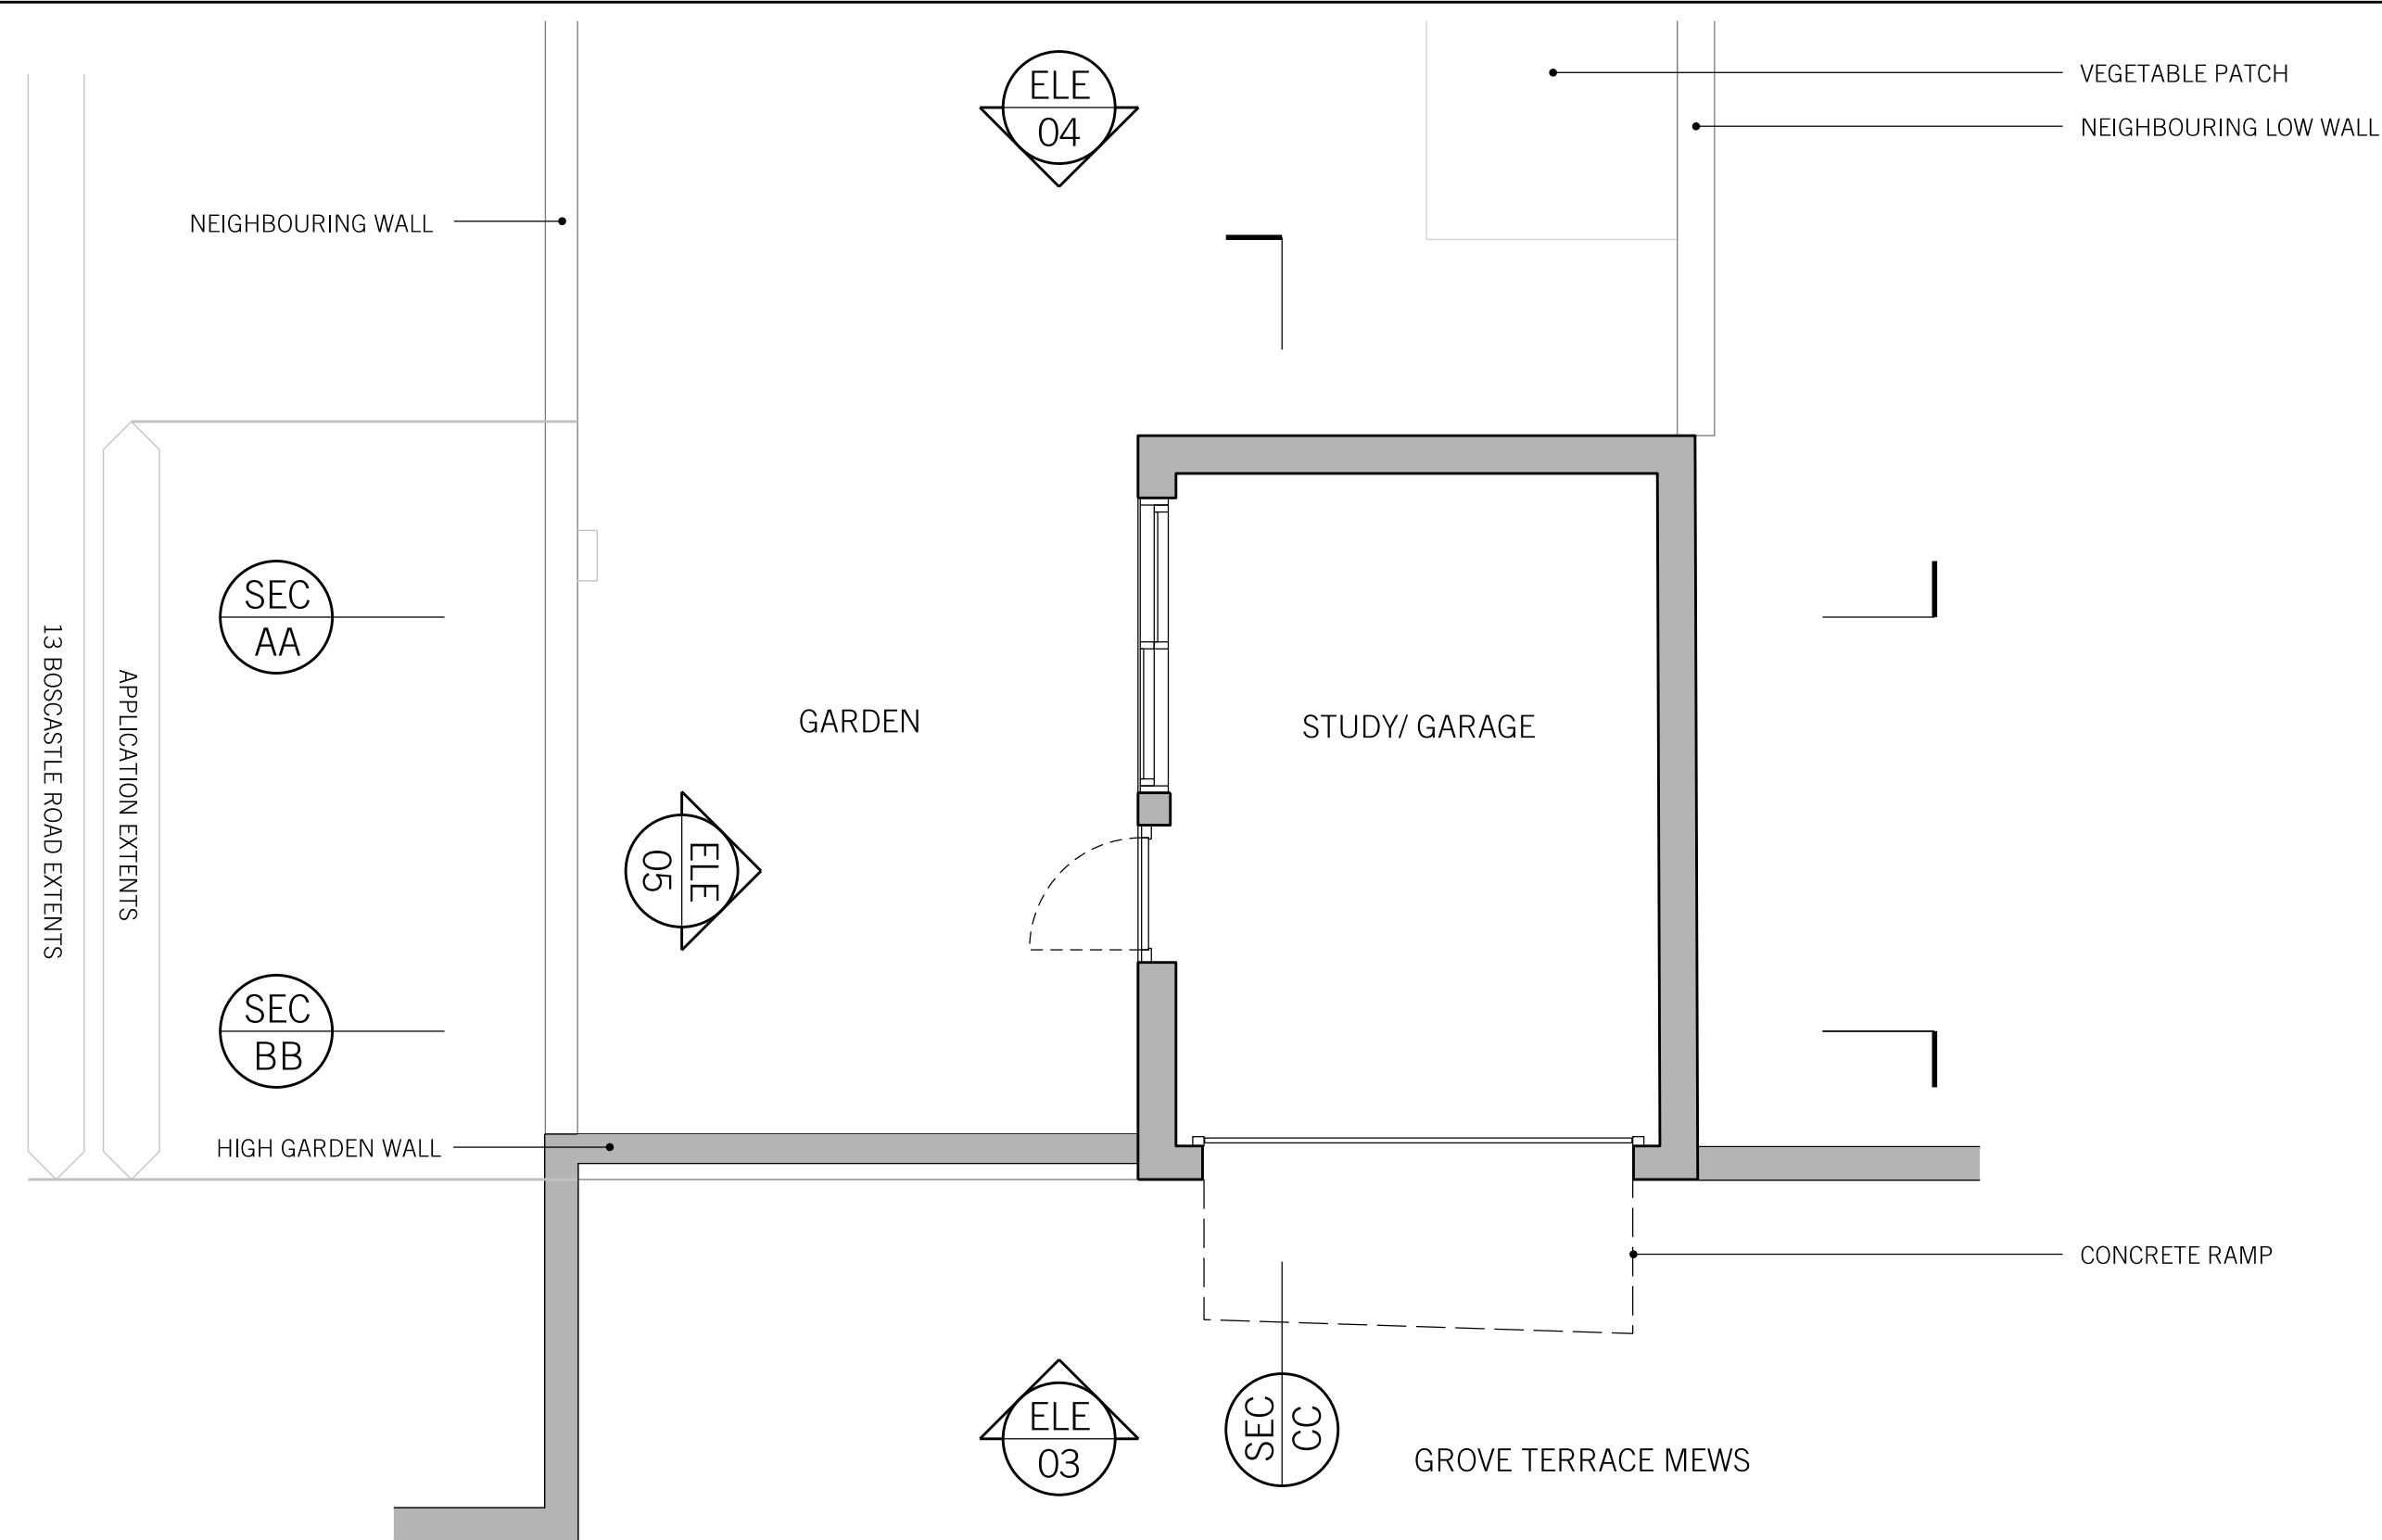 ELE
04
VEGETABLE PATCH
NEIGHBOURING LOW WALL
NEIGHBOURING WALL
SEC
AA
13 BOSCASTLE ROAD EXTENTS
APPLICATION EXTENTS
GARDEN
STUDY/ GARAGE
ELE
05
SEC
BB
HIGH GARDEN WALL
CONCRETE RAMP
ELE
03
SEC
CC
GROVE TERRACE MEWS